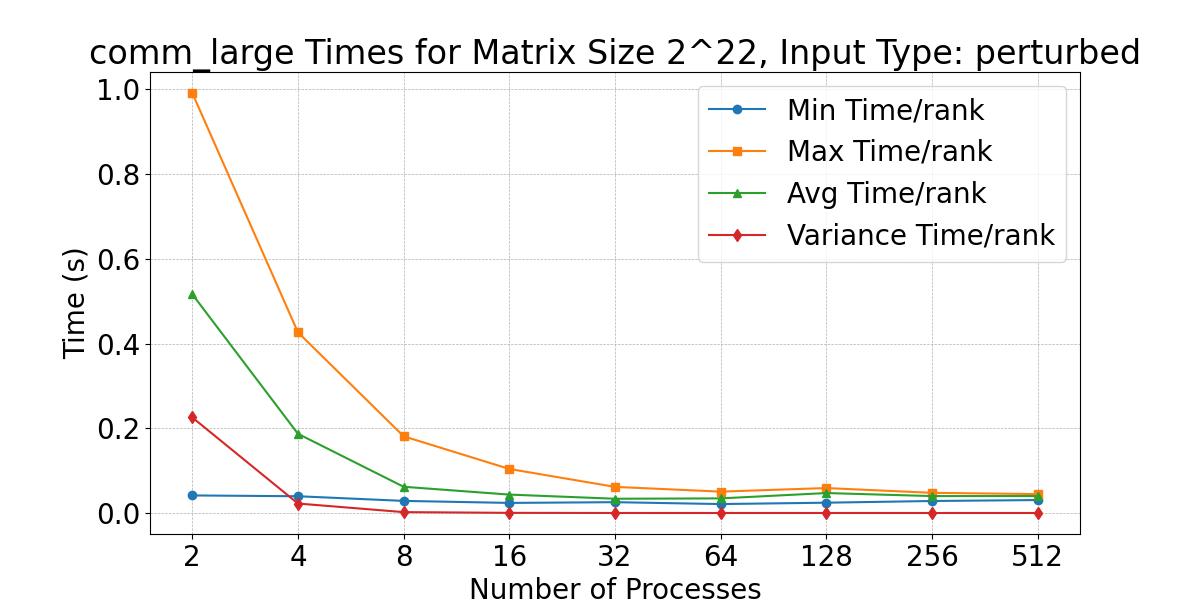 comm_large Times for Matrix Size 2^22, Input Type: perturbed
Min Time/rank
Max Time/rank
Avg Time/rank
Variance Time/rank
Time (s)
1.0
0.8
0.6
0.4
0.2
0.0
2 4 8 16 32 64 128 256 512
Number of Processes